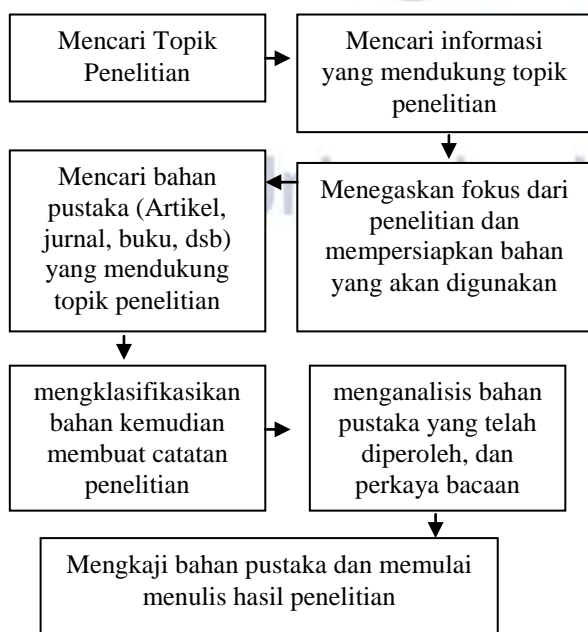 Mencari Topik
Penelitian
Mencari informasi
yang mendukung topik
penelitian
Menegaskan fokus dari
penelitian dan
mempersiapkan bahan
yang akan digunakan
Mencari bahan
pustaka (Artikel,
jurnal, buku, dsb)
yang mendukung
topik penelitian
mengklasifikasikan
bahan kemudian
membuat catatan
penelitian
menganalisis bahan
pustaka yang telah
diperoleh, dan
perkaya bacaan
Mengkaji bahan pustaka dan memulai
menulis hasil penelitian